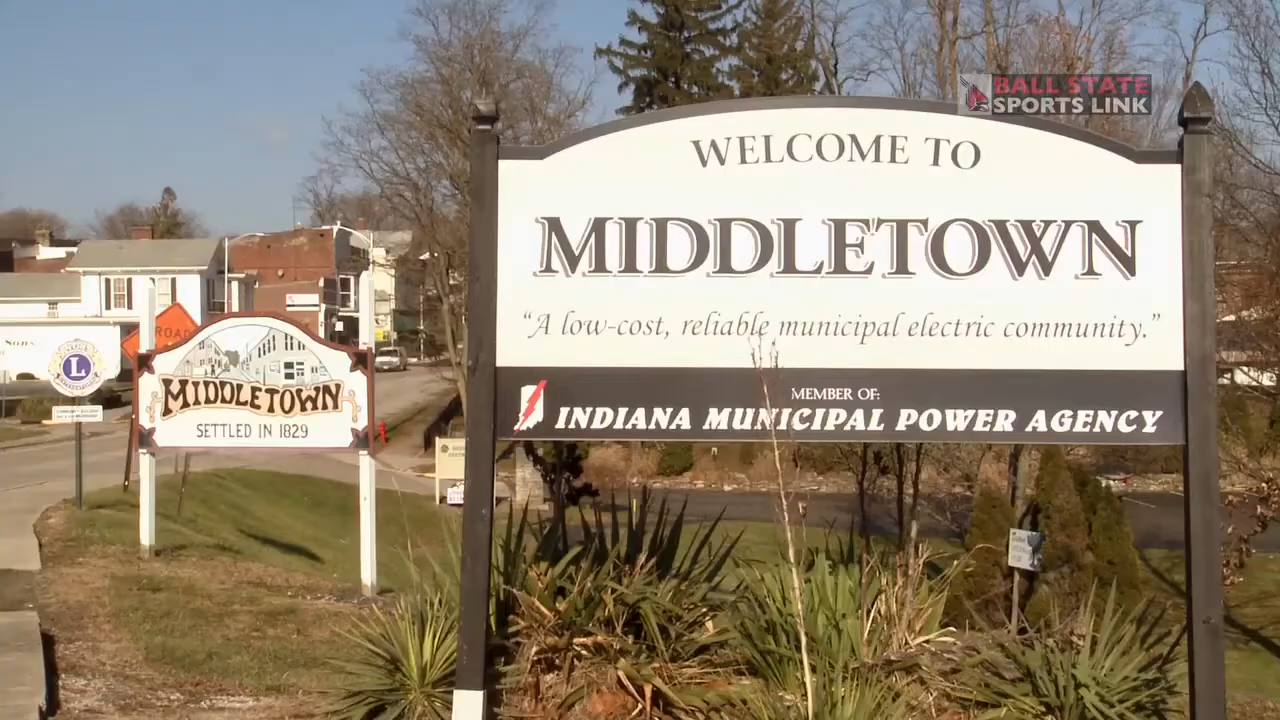 BALL STATE
SPORTS LINK
WELCOME TO
MIDDLETOWN
“A low-cost, reliable municipal electric community.”
MEMBER OF:
INDIANA MUNICIPAL POWER AGENCY
ROAD
L
MIDDLETOWN
SETTLED IN 1829